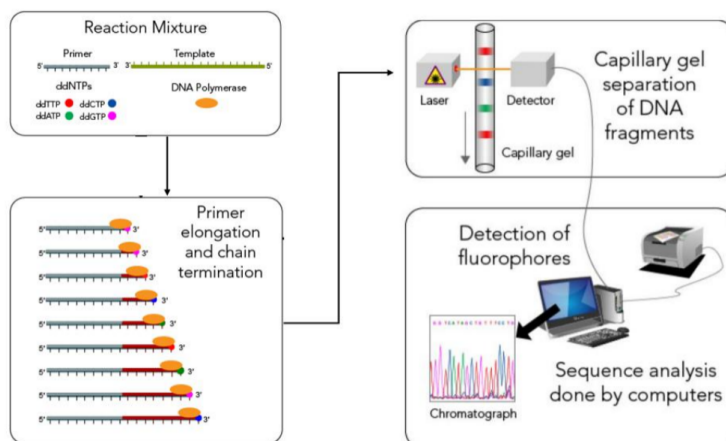 Reaction Mixture
Primer
Template
5' 3' 5' 3'
ddNTPs
DNA Polymerase
ddTTP ddCTP
ddATP ddGTP
Primer
elongation
and chain
termination
5' 3'
5' 3'
5' 3'
5' 3'
5' 3'
5' 3'
5' 3'
5' 3'
5' 3'
Laser
Detector
Capillary gel
Capillary gel
separation
of DNA
fragments
Detection of
fluorophores
Chromatograph
Sequence analysis
done by computers